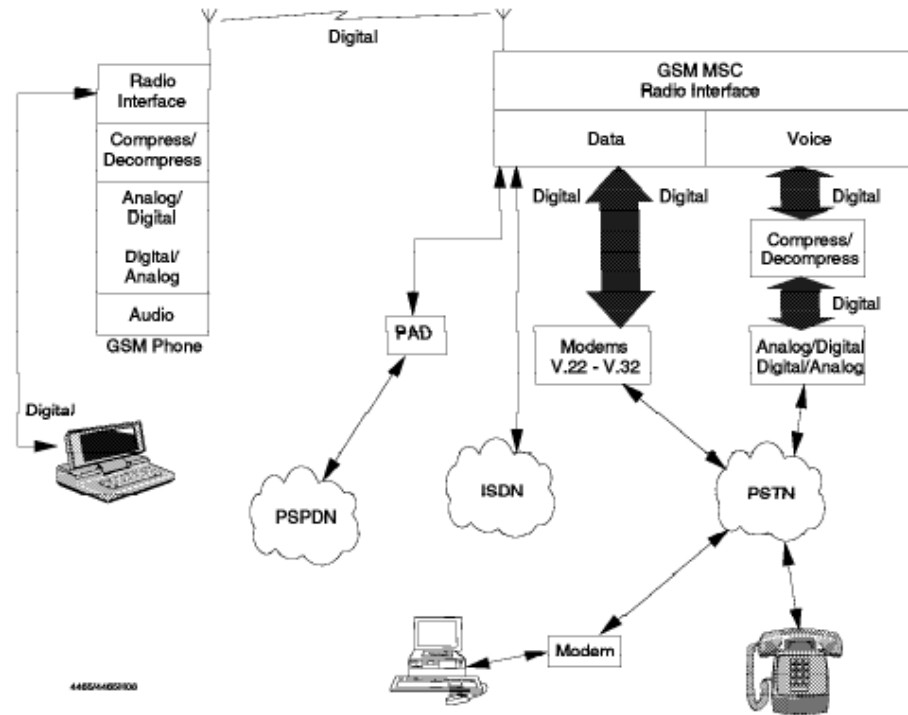 Digital
Radio
Interface
Compress/
Decompress
Analog/
Digital
Digital/
Analog
Audio
GSM Phone
Digital
GSM MSC
Radio Interface
Data
Voice
Digital
Digital
Digital
Compress/
Decompress
Digital
PAD
Modems
V.22 - V.32
Analog/Digital
Digital/Analog
PSPDN
ISDN
PSTN
Modem